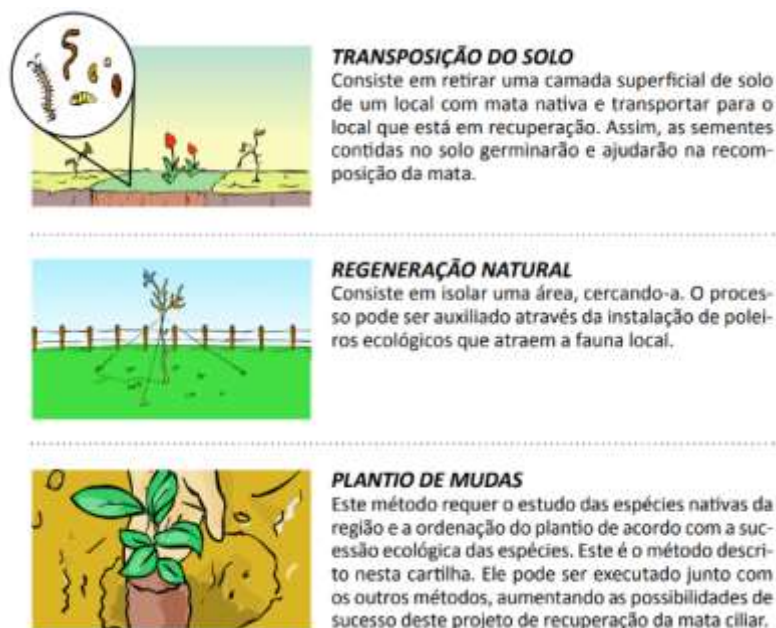 TRANSPOSIÇÃO DO SOLO
Consiste em retirar uma camada superficial de solo
de um local com mata nativa e transportar para o
local que está em recuperação. Assim, as sementes
contidas no solo germinarão e ajudarão na recom-
posição da mata.
REGENERAÇÃO NATURAL
Consiste em isolar uma área, cercando-a. O proces-
so pode ser auxiliado através da instalação de polei-
ros ecológicos que atraem a fauna local.
PLANTIO DE MUDAS
Este método requer o estudo das espécies nativas da
região e a ordenação do plantio de acordo com a suc-
essão ecológica das espécies. Este é o método descri-
to nesta cartilha. Ele pode ser executado junto com
os outros métodos, aumentando as possibilidades de
sucesso deste projeto de recuperação da mata ciliar.